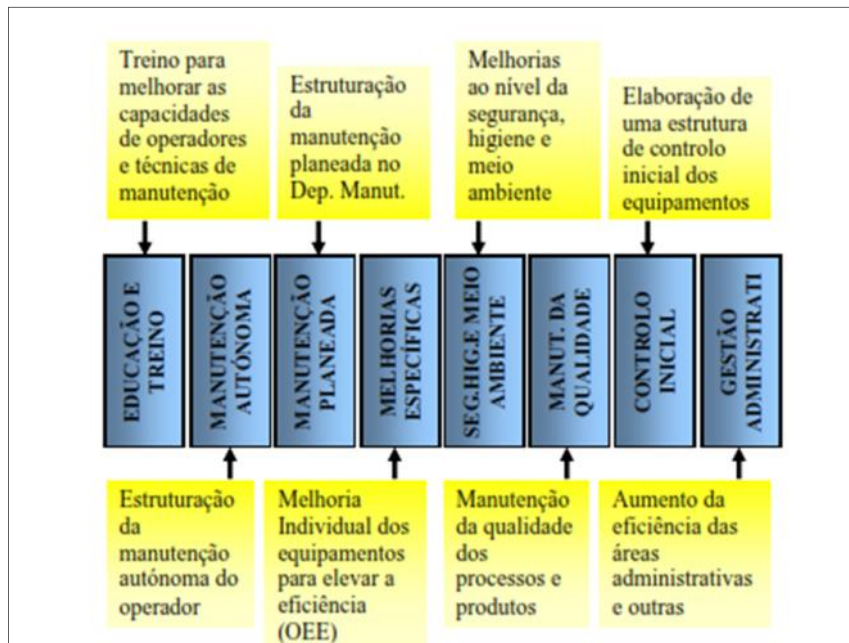 Treino para
melhorar as
capacidades
de operadores
e técnicas de
manutenção
Estruturação
da
manutenção
planeada no
Dep. Manut.
Melhorias
ao nível da
segurança,
higiene e
meio
ambiente
Elaboração de
uma estrutura
de controlo
inicial dos
equipamentos
EDUCAÇÃO E
TREINO
MANUTENÇÃO
AUTÓNOMA
MANUTENÇÃO
PLANEADA
MELHORIAS
ESPECÍFICAS
SEG.HIG.E MEIO
AMBIENTE
MANUT. DA
QUALIDADE
CONTROLO
INICIAL
GESTÃO
ADMINISTRATI
Estruturação
da
manutenção
autónoma do
operador
Melhoria
Individual dos
equipamentos
para elevar a
eficiência
(OEE)
Manutenção
da qualidade
dos
processos e
produtos
Aumento da
eficiência das
áreas
administrativas
e outras